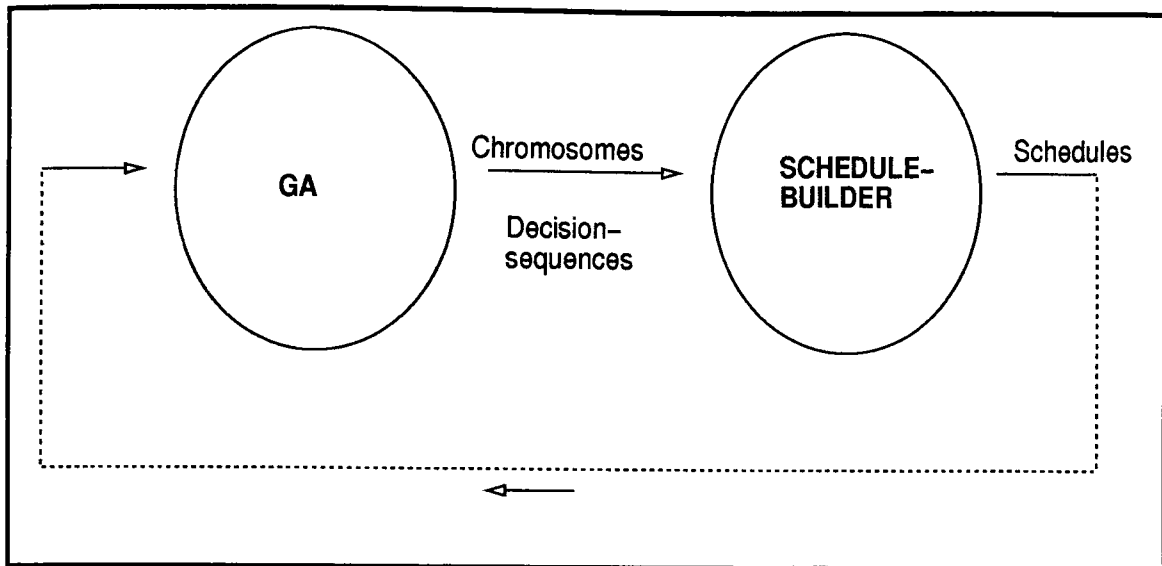 GA
Chromosomes
Decision-
sequences
SCHEDULE-
BUILDER
Schedules